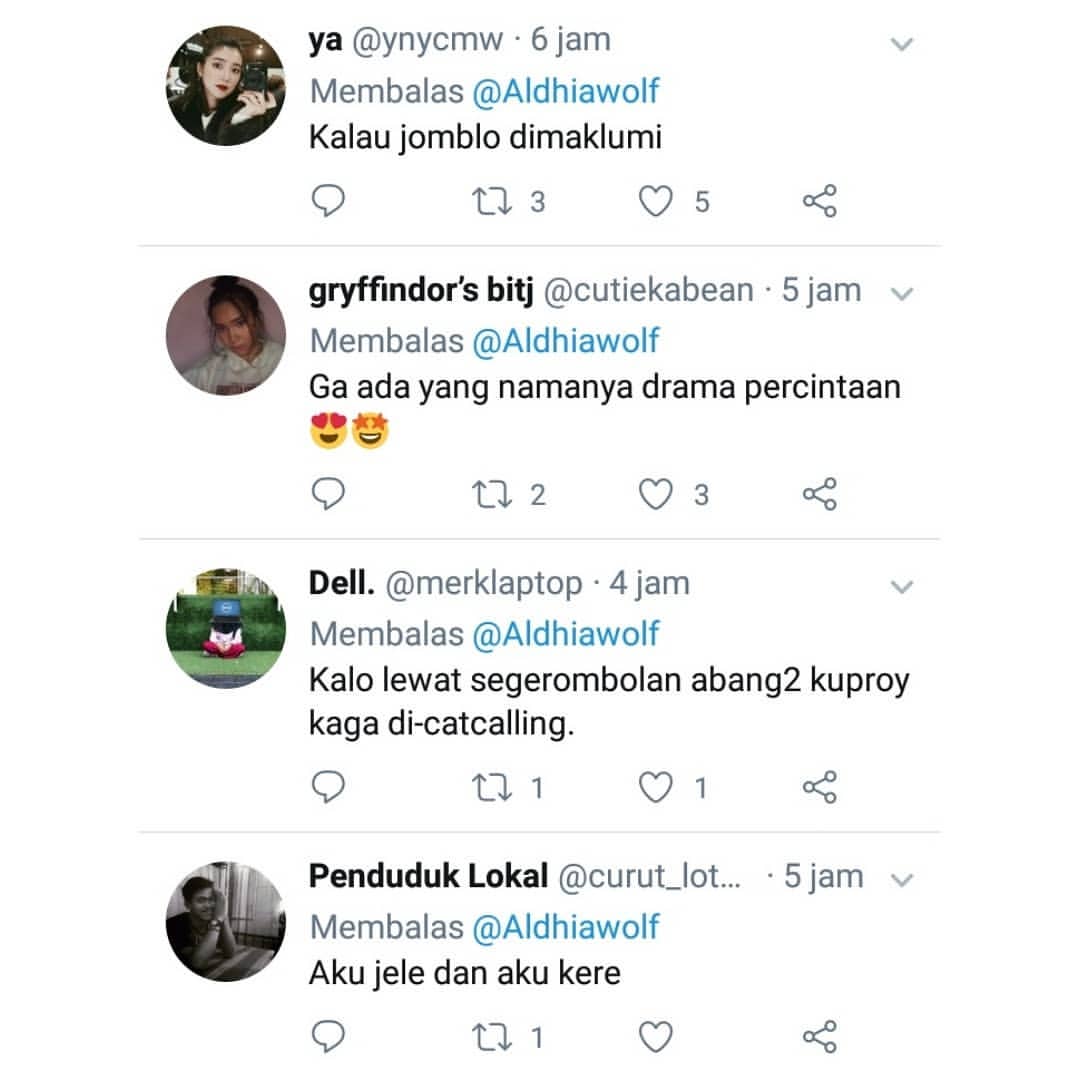 ya @ynycmw · 6 jam
Membalas @Aldhiawolf
Kalau jomblo dimaklumi
3 5
gryffindor’s bitj @cutiekabean · 5 jam
Membalas @Aldhiawolf
Ga ada yang namanya drama percintaan
😍🤩
2 3
Dell. @merklaptop · 4 jam
Membalas @Aldhiawolf
Kalo lewat segerombolan abang2 kuproy
kaga di-catcalling.
1 1
Penduduk Lokal @curut_lot... · 5 jam
Membalas @Aldhiawolf
Aku jele dan aku kere
1